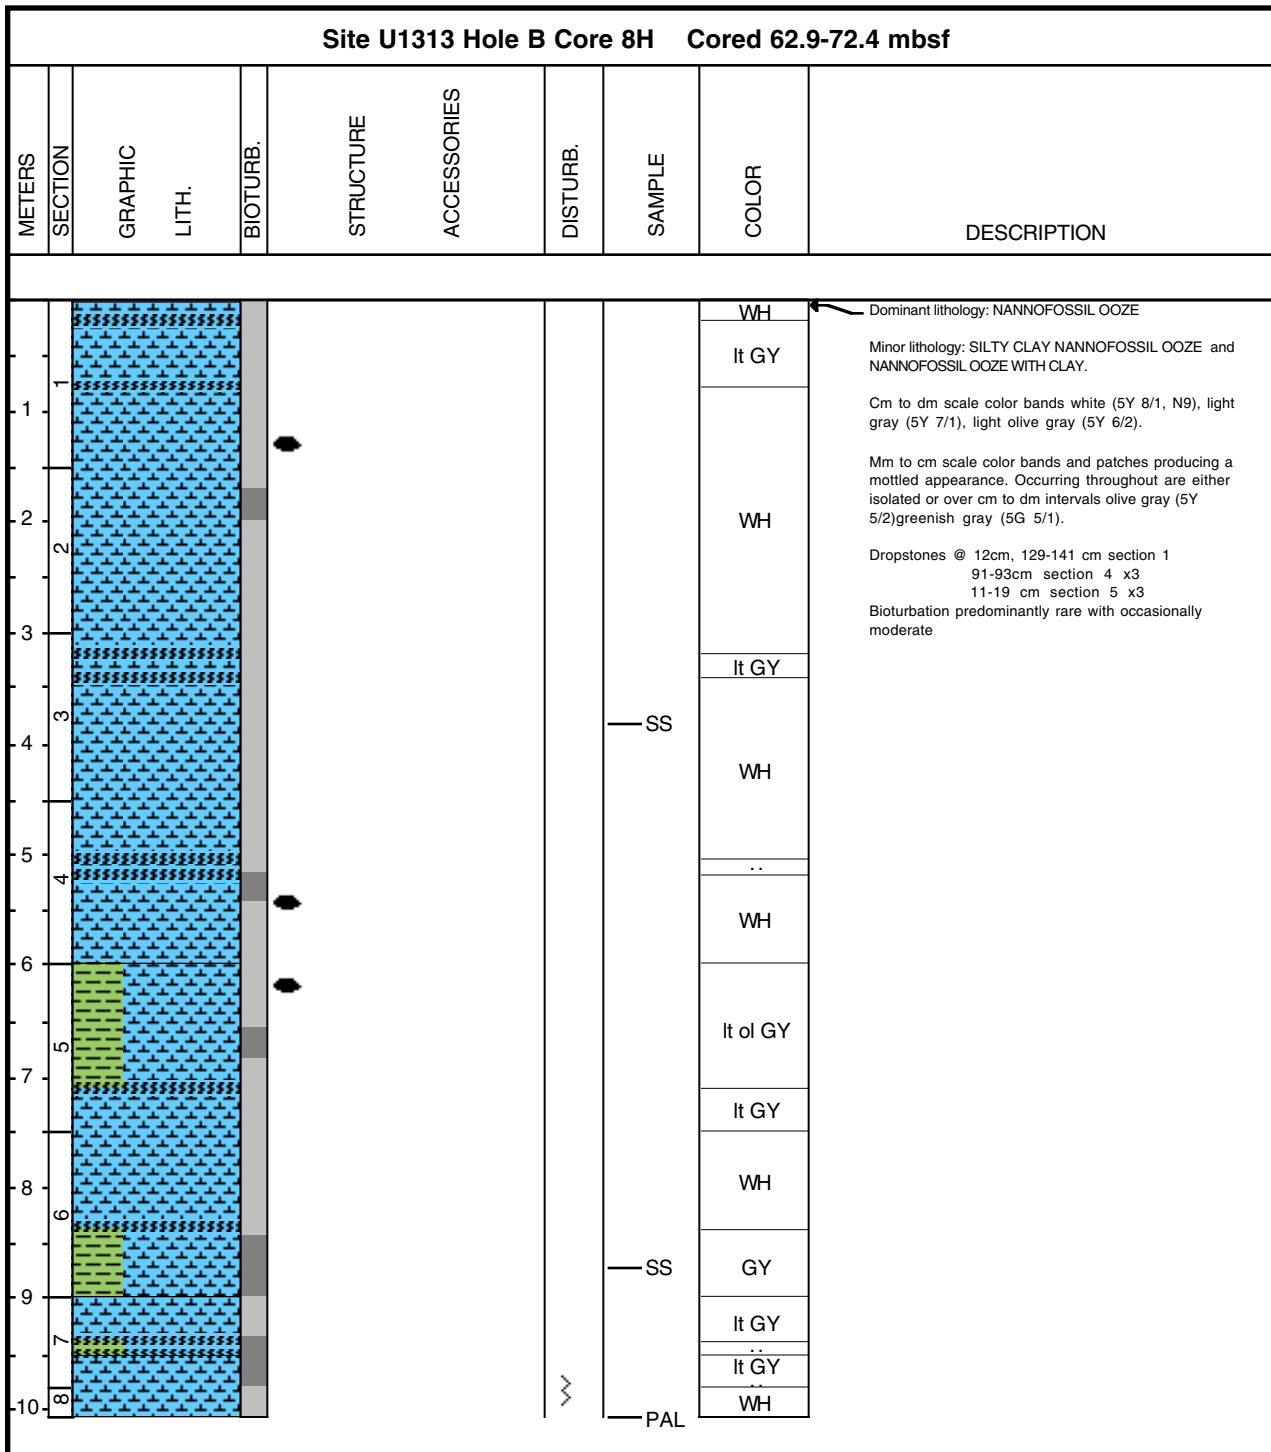 Site U1313 Hole B Core 8H Cored 62.9-72.4 mbsf
METERS
SECTION
GRAPHIC
LITH.
BIOTURB.
STRUCTURE
ACCESSORIES
DISTURB.
SAMPLE
COLOR
DESCRIPTION
1
2
3
4
5
6
7
8
9
10
1
2
3
4
5
6
7
8
SS
SS
PAL
WH
lt GY
WH
lt GY
WH
..
WH
lt ol GY
lt GY
WH
GY
lt GY
..
lt GY
..
WH
Dominant lithology: NANNOFOSSIL OOZE
Minor lithology: SILTY CLAY NANNOFOSSIL OOZE and
NANNOFOSSIL OOZE WITH CLAY.
Cm to dm scale color bands white (5Y 8/1, N9), light
gray (5Y 7/1), light olive gray (5Y 6/2).
Mm to cm scale color bands and patches producing a
mottled appearance. Occurring throughout are either
isolated or over cm to dm intervals olive gray (5Y
5/2)greenish gray (5G 5/1).
Dropstones @ 12cm, 129-141 cm section 1
91-93cm section 4 x3
11-19 cm section 5 x3
Bioturbation predominantly rare with occasionally
moderate